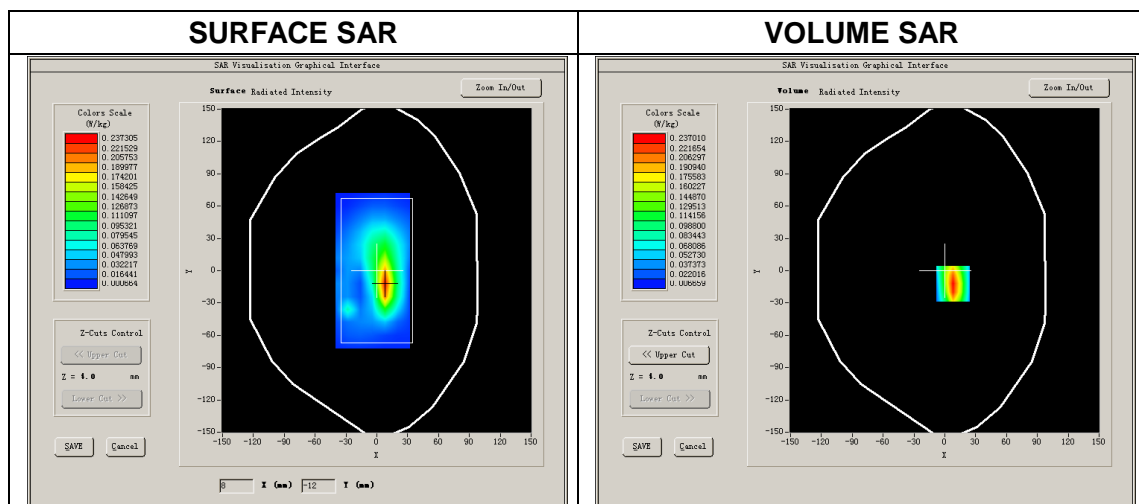 SURFACE SAR
VOLUME SAR
SAR Visualisation Graphical Interface
Surface Radiated Intensity
Zoom In/Out
Colors Scale
(W/kg)
0.237305
0.221529
0.205753
0.189977
0.174201
0.158425
0.142649
0.126873
0.111097
0.095321
0.079545
0.063769
0.047993
0.032217
0.016441
0.000664
Z-Cuts Control
<< Upper Cut
Z = 4.0 mm
Lower Cut >>
SAVE Cancel
150
120
90
60
30
0
-30
-60
-90
-120
-150
Y
-150 -120 -90 -60 -30 0 30 60 90 120 150
X
8 X (mm) -12 Y (mm)
SAR Visualisation Graphical Interface
Volume Radiated Intensity
Zoom In/Out
Colors Scale
(W/kg)
0.237010
0.221654
0.206297
0.190940
0.175583
0.160227
0.144870
0.129513
0.114156
0.098800
0.083443
0.068086
0.052730
0.037373
0.022016
0.006659
Z-Cuts Control
<< Upper Cut
Z = 4.0 mm
Lower Cut >>
SAVE Cancel
150
120
90
60
30
0
-30
-60
-90
-120
-150
Y
-150 -120 -90 -60 -30 0 30 60 90 120 150
X